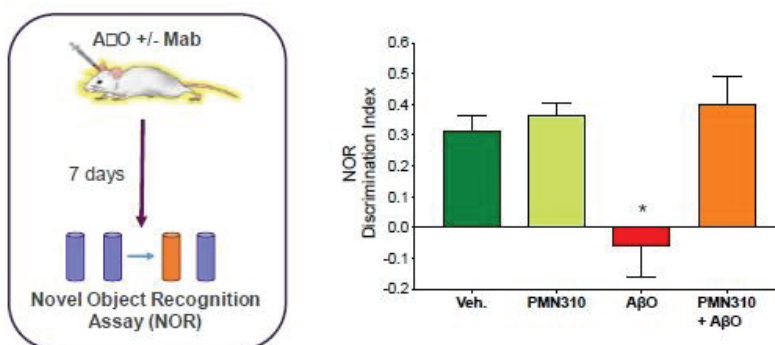 A□O +/- Mab
7 days
Novel Object Recognition
Assay (NOR)
NOR
Discrimination Index
0.6
0.5
0.4
0.3
0.2
0.1
0.0
-0.1
-0.2
*
Veh.
PMN310
AβO
PMN310
+ AβO